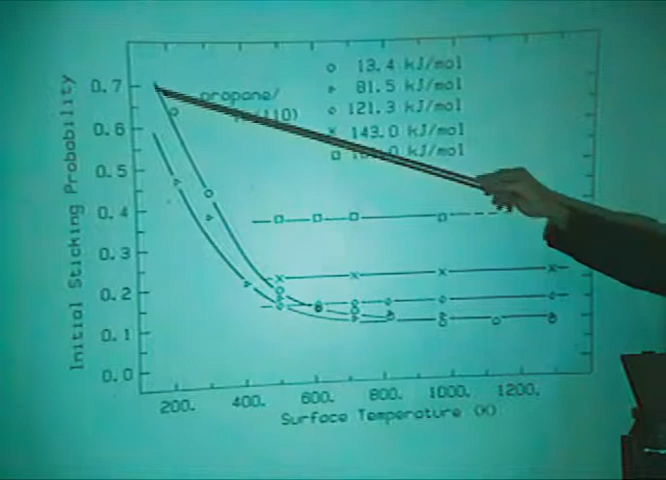 13.4 kJ/mol
propane/ 81.5 kJ/mol
(110) 121.3 kJ/mol
143.0 kJ/mol
kJ/mol
0.7
0.6
0.5
0.4
0.3
0.2
0.1
0.0
Initial Sticking Probability
200. 400. 600. 800. 1000. 1200.
Surface Temperature (K)